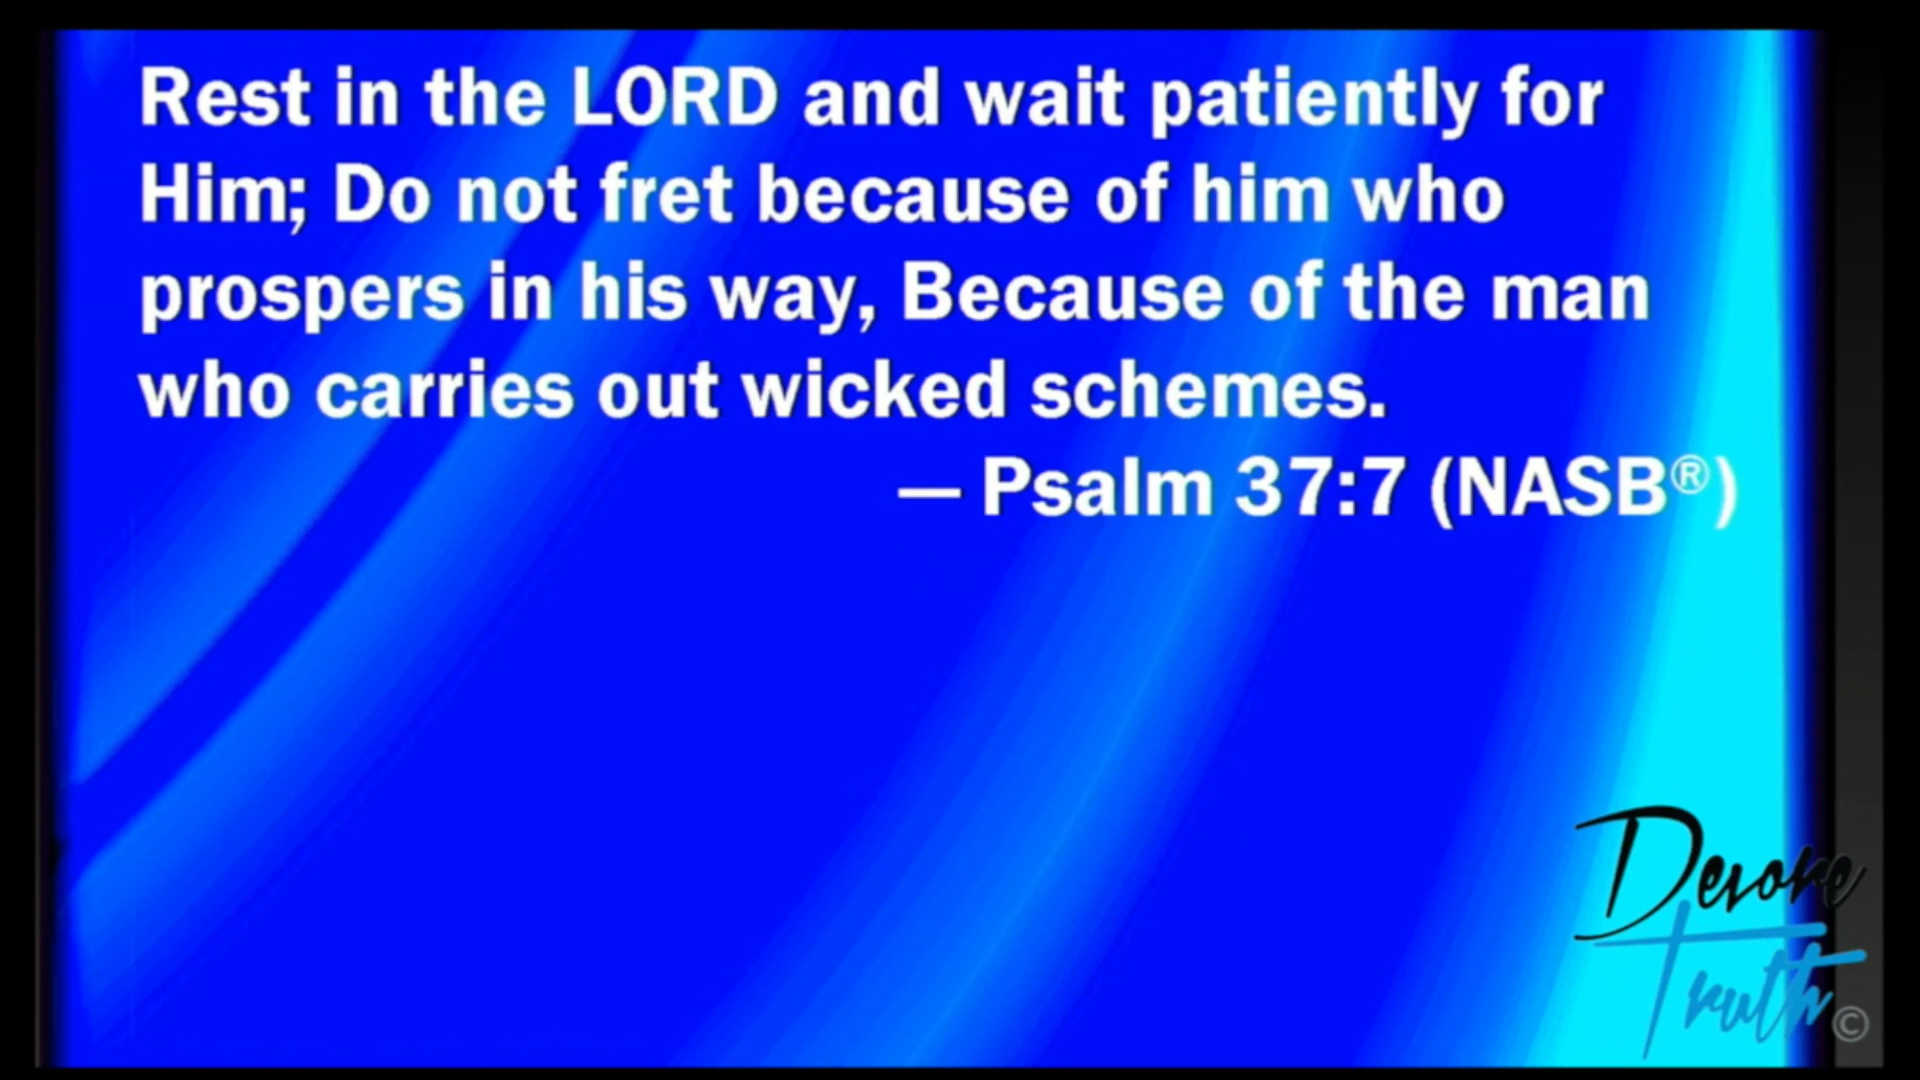 Rest in the LORD and wait patiently for
Him; Do not fret because of him who
prospers in his way, Because of the man
who carries out wicked schemes.
— Psalm 37:7 (NASB®)
Devore
Truth ©